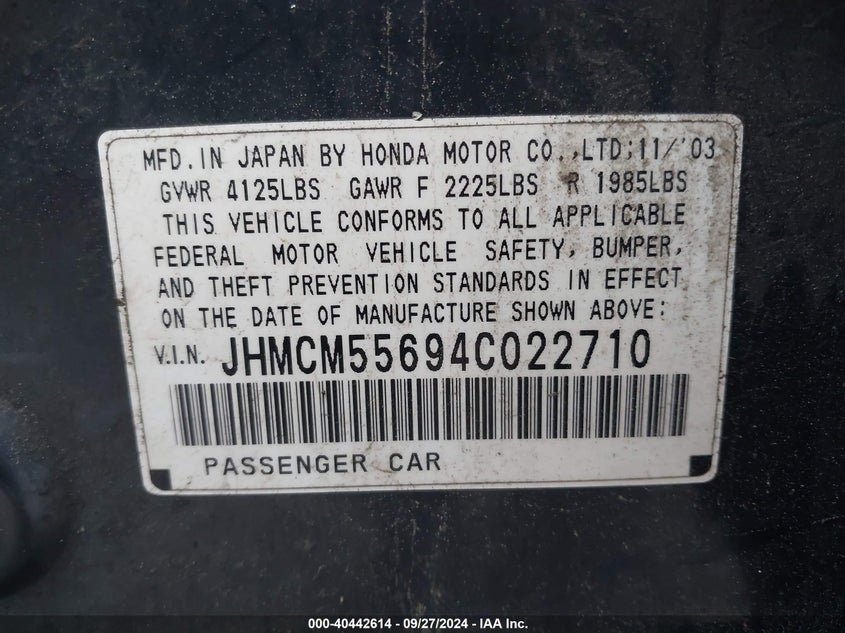 MFD.IN JAPAN BY HONDA MOTOR CO.,LTD;11/'03
GVWR 4125LBS GAWR F 2225LBS R 1985LBS
THIS VEHICLE CONFORMS TO ALL APPLICABLE
FEDERAL MOTOR VEHICLE SAFETY, BUMPER,
AND THEFT PREVENTION STANDARDS IN EFFECT
ON THE DATE OF MANUFACTURE SHOWN ABOVE:
V.I.N. JHMCM55694C022710
PASSENGER CAR
000-40442614 - 09/27/2024 - IAA Inc.